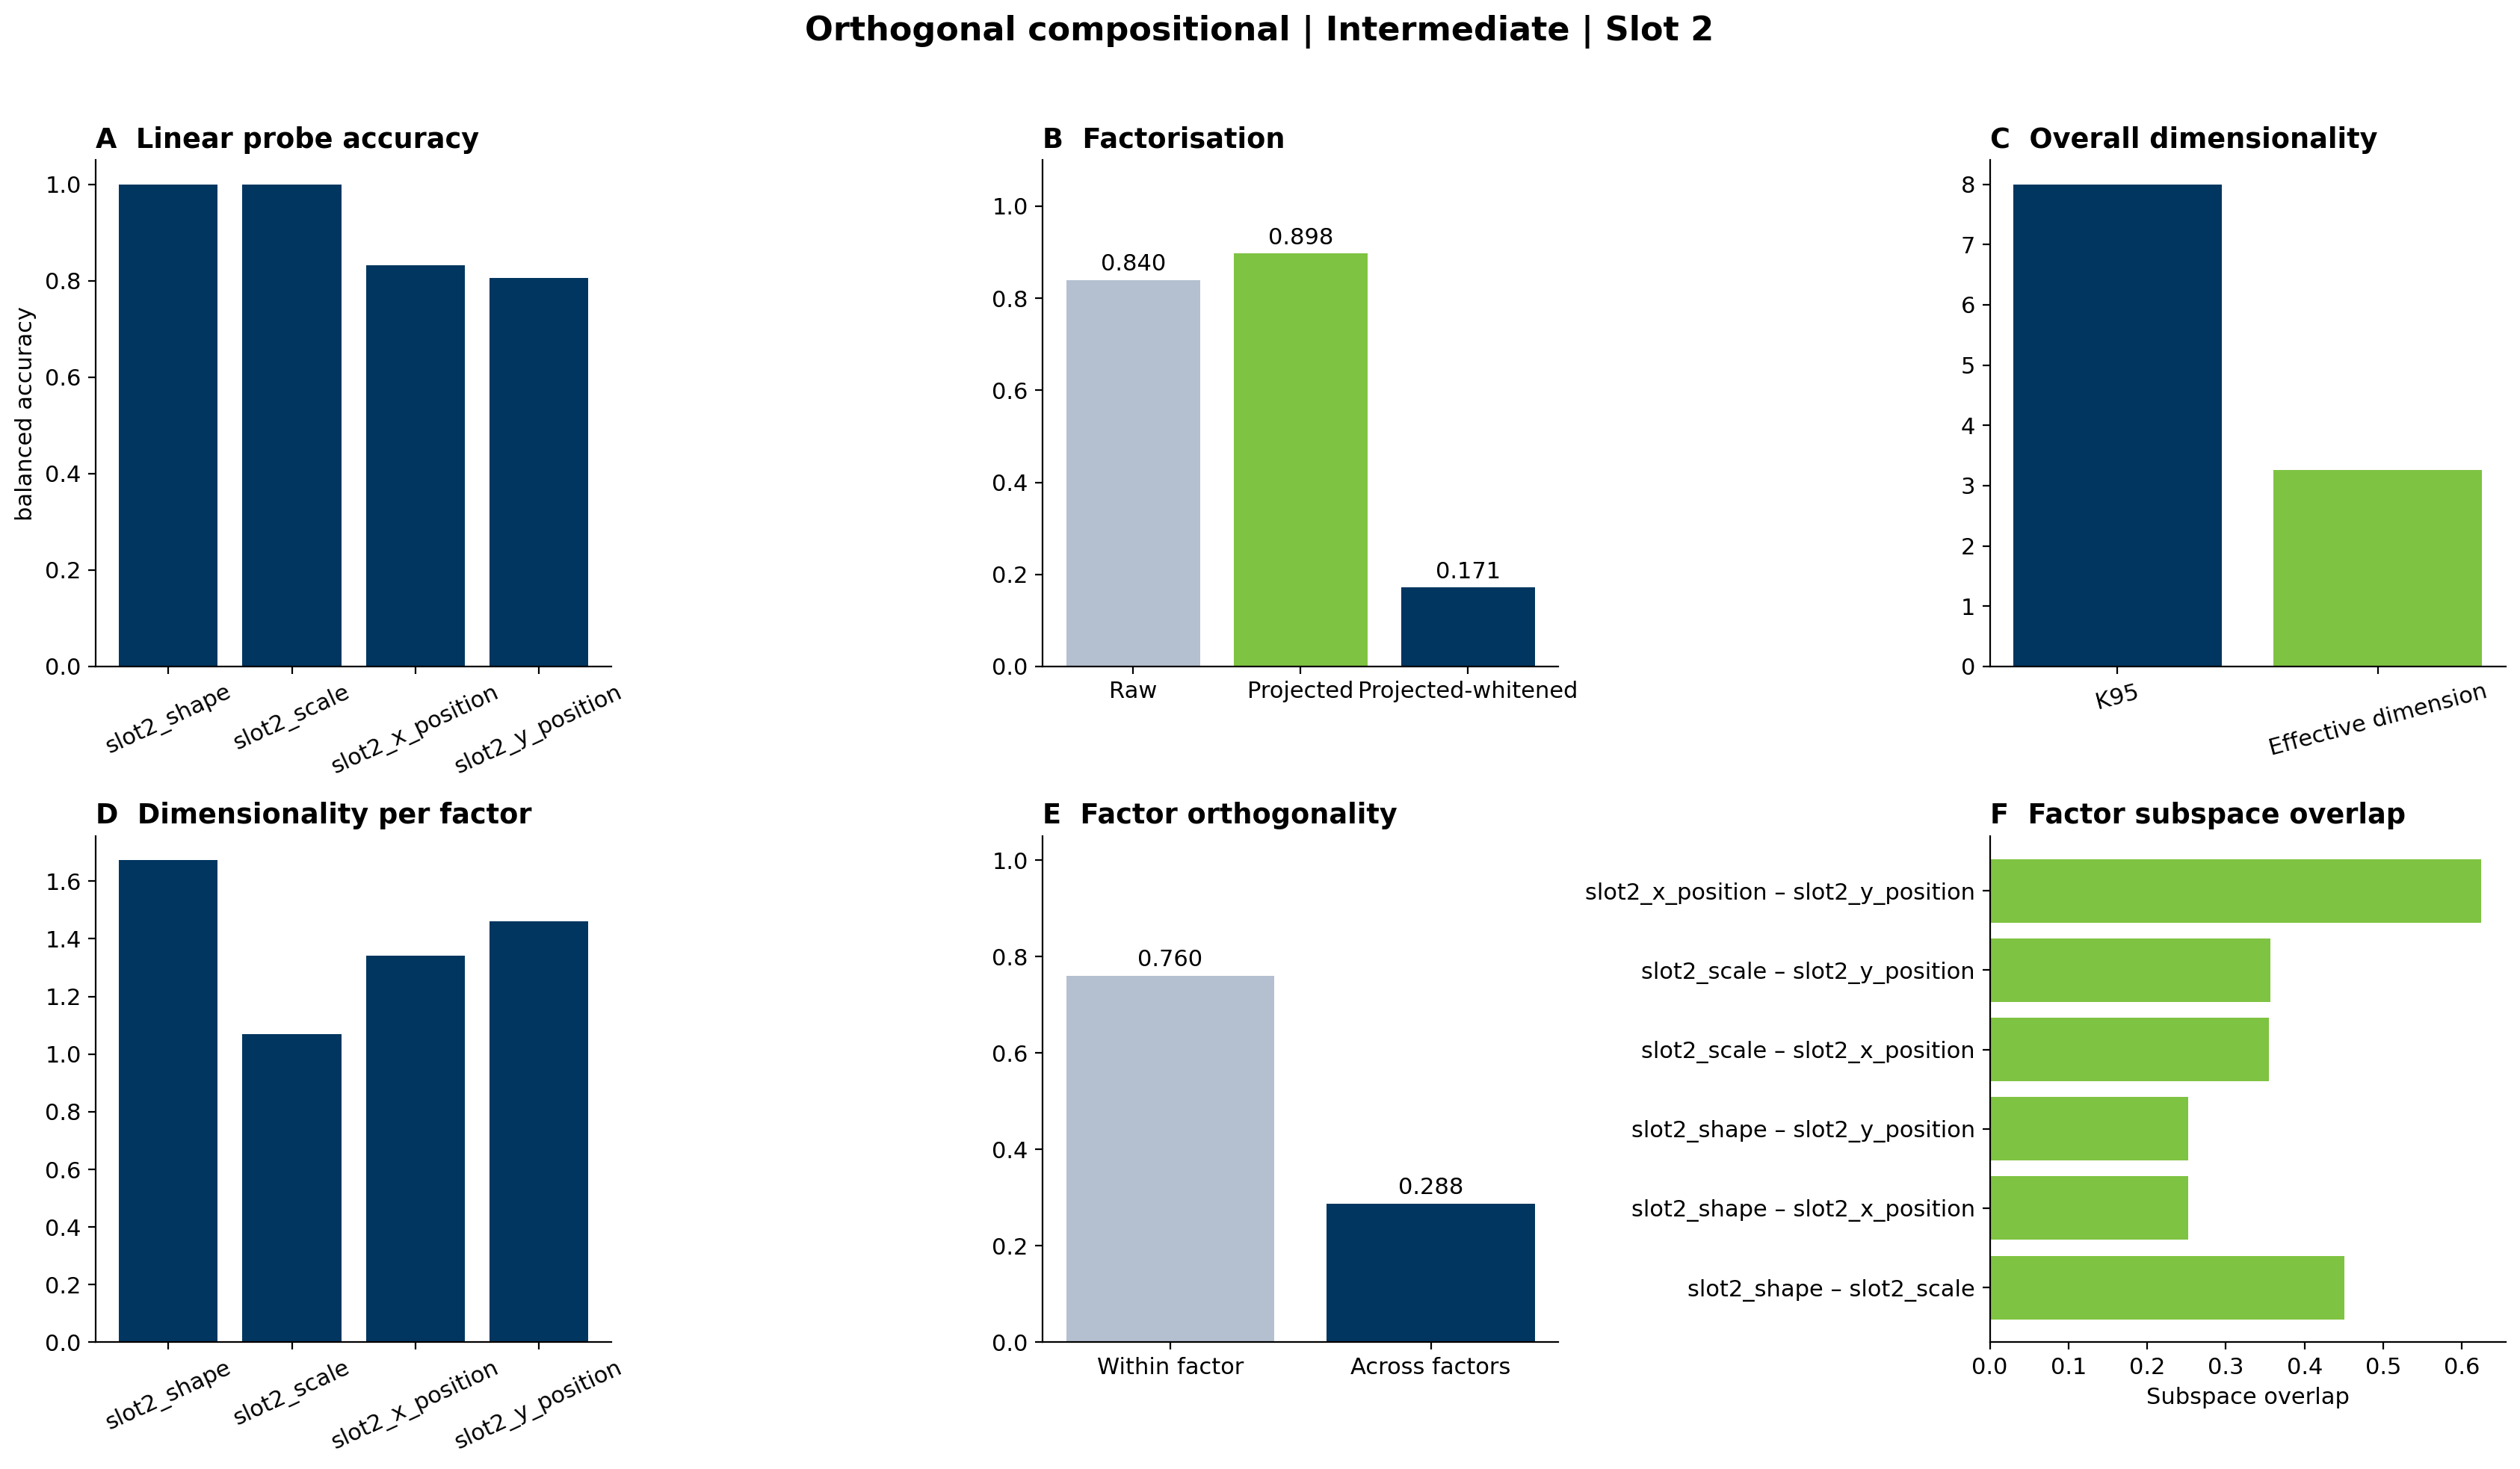 Orthogonal compositional | Intermediate | Slot 2
A Linear probe accuracy
balanced accuracy
1.0
0.8
0.6
0.4
0.2
0.0
slot2_shape
slot2_scale
slot2_x_position
slot2_y_position
B Factorisation
1.0
0.8
0.6
0.4
0.2
0.0
0.840
0.898
0.171
Raw
Projected
Projected-whitened
C Overall dimensionality
8
7
6
5
4
3
2
1
0
K95
Effective dimension
D Dimensionality per factor
1.6
1.4
1.2
1.0
0.8
0.6
0.4
0.2
0.0
slot2_shape
slot2_scale
slot2_x_position
slot2_y_position
E Factor orthogonality
1.0
0.8
0.6
0.4
0.2
0.0
0.760
0.288
Within factor
Across factors
F Factor subspace overlap
slot2_x_position – slot2_y_position
slot2_scale – slot2_y_position
slot2_scale – slot2_x_position
slot2_shape – slot2_y_position
slot2_shape – slot2_x_position
slot2_shape – slot2_scale
0.0 0.1 0.2 0.3 0.4 0.5 0.6
Subspace overlap